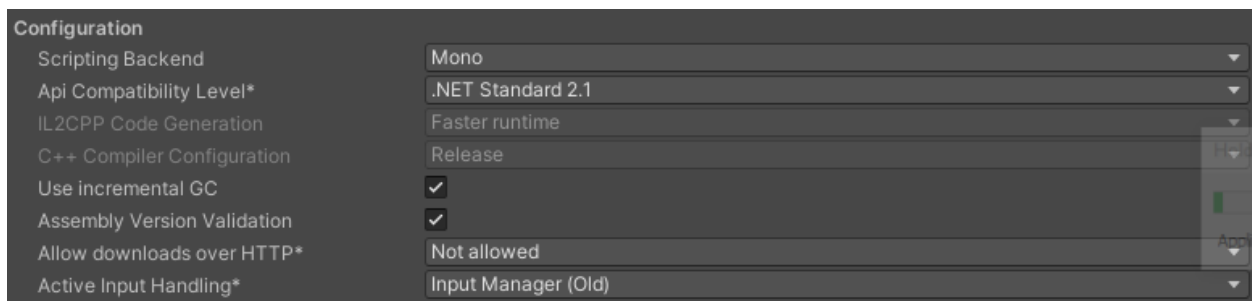 Configuration
Scripting Backend Mono
Api Compatibility Level* .NET Standard 2.1
IL2CPP Code Generation Faster runtime
C++ Compiler Configuration Release
Use incremental GC
Assembly Version Validation
Allow downloads over HTTP* Not allowed
Active Input Handling* Input Manager (Old)